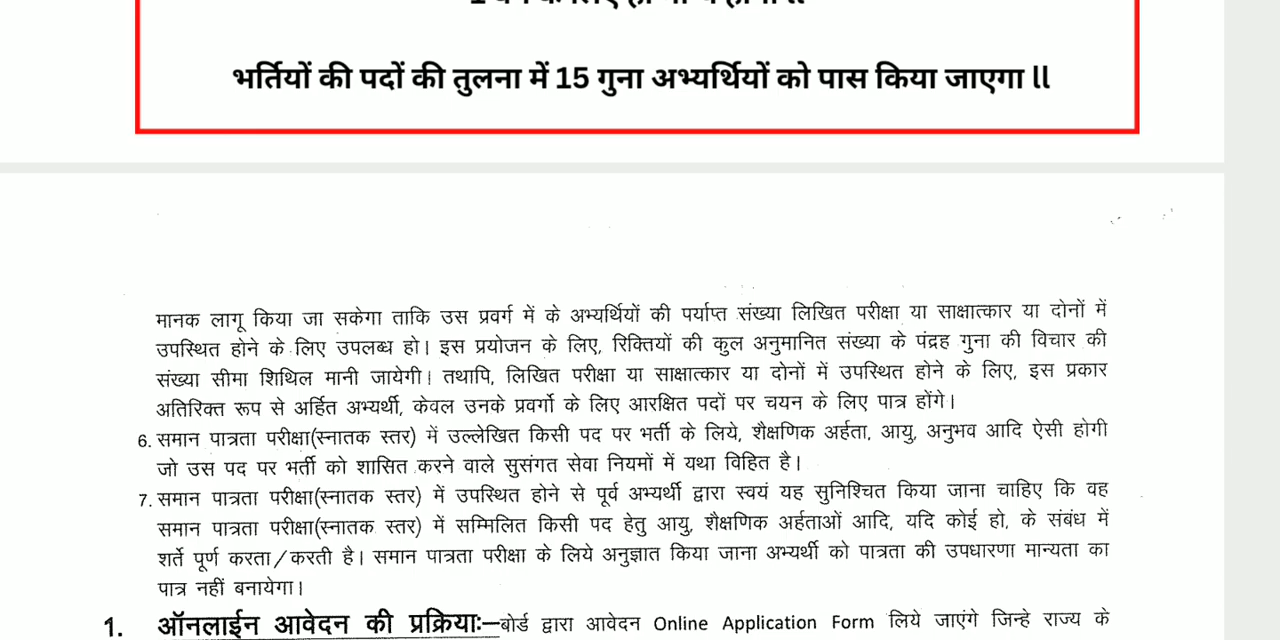 भर्तियों की पदों की तुलना में 15 गुना अभ्यर्थियों को पास किया जाएगा ll
मानक लागू किया जा सकेगा ताकि उस प्रवर्ग में के अभ्यर्थियों की पर्याप्त संख्या लिखित परीक्षा या साक्षात्कार या दोनों में
उपस्थित होने के लिए उपलब्ध हो। इस प्रयोजन के लिए, रिक्तियों की कुल अनुमानित संख्या के पंद्रह गुना की विचार की
संख्या सीमा शिथिल मानी जायेगी। तथापि, लिखित परीक्षा या साक्षात्कार या दोनों में उपस्थित होने के लिए, इस प्रकार
अतिरिक्त रूप से अर्हित अभ्यर्थी, केवल उनके प्रवर्गो के लिए आरक्षित पदों पर चयन के लिए पात्र होंगे।
6. समान पात्रता परीक्षा(स्नातक स्तर) में उल्लेखित किसी पद पर भर्ती के लिये, शैक्षणिक अर्हता, आयु, अनुभव आदि ऐसी होगी
जो उस पद पर भर्ती को शासित करने वाले सुसंगत सेवा नियमों में यथा विहित है।
7. समान पात्रता परीक्षा(स्नातक स्तर) में उपस्थित होने से पूर्व अभ्यर्थी द्वारा स्वयं यह सुनिश्चित किया जाना चाहिए कि वह
समान पात्रता परीक्षा(स्नातक स्तर) में सम्मिलित किसी पद हेतु आयु, शैक्षणिक अर्हताओं आदि, यदि कोई हो, के संबंध में
शर्ते पूर्ण करता/करती है। समान पात्रता परीक्षा के लिये अनुज्ञात किया जाना अभ्यर्थी को पात्रता की उपधारणा मान्यता का
पात्र नहीं बनायेगा।
1. ऑनलाईन आवेदन की प्रक्रियाः—बोर्ड द्वारा आवेदन Online Application Form लिये जाएंगे जिन्हे राज्य के